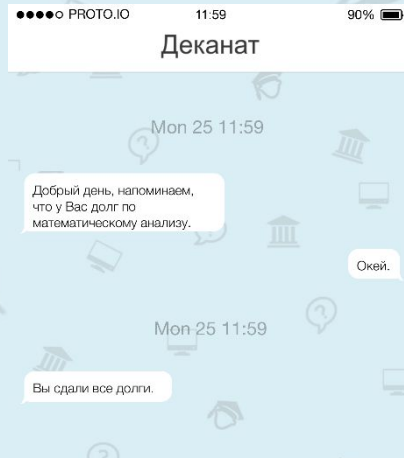 PROTO.IO 11:59 90%
Деканат
Mon 25 11:59
Добрый день, напоминаем,
что у Вас долг по
математическому анализу.
Окей.
Mon 25 11:59
Вы сдали все долги.